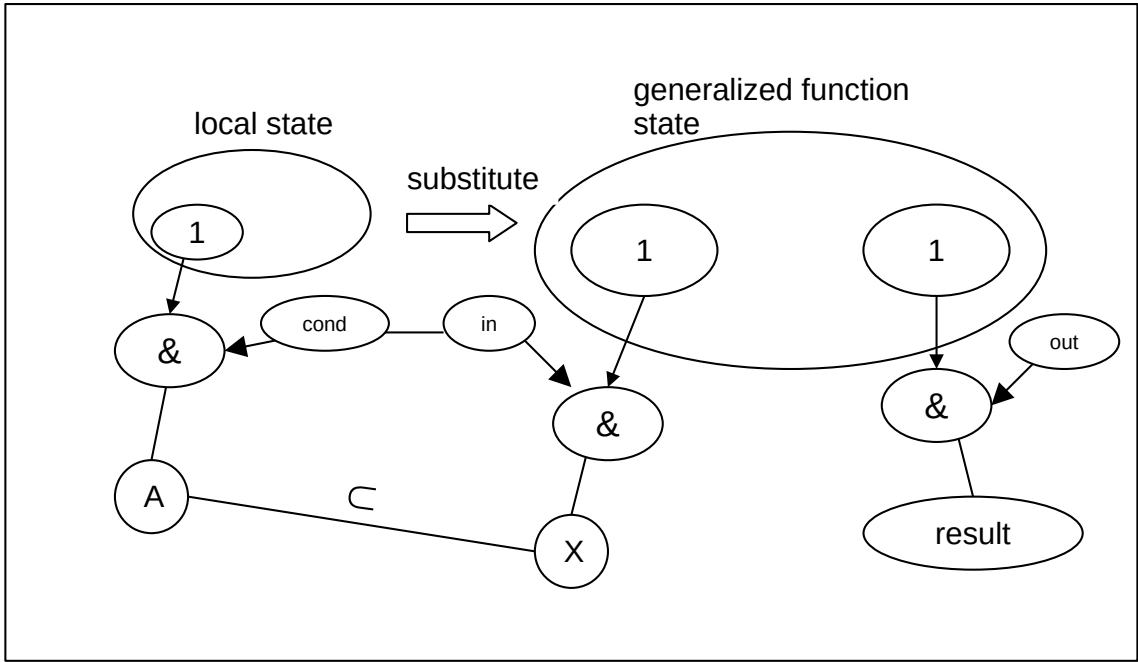 generalized function
state
local state
substitute
1
1
1
cond
in
out
&
&
&
A
⊂
X
result